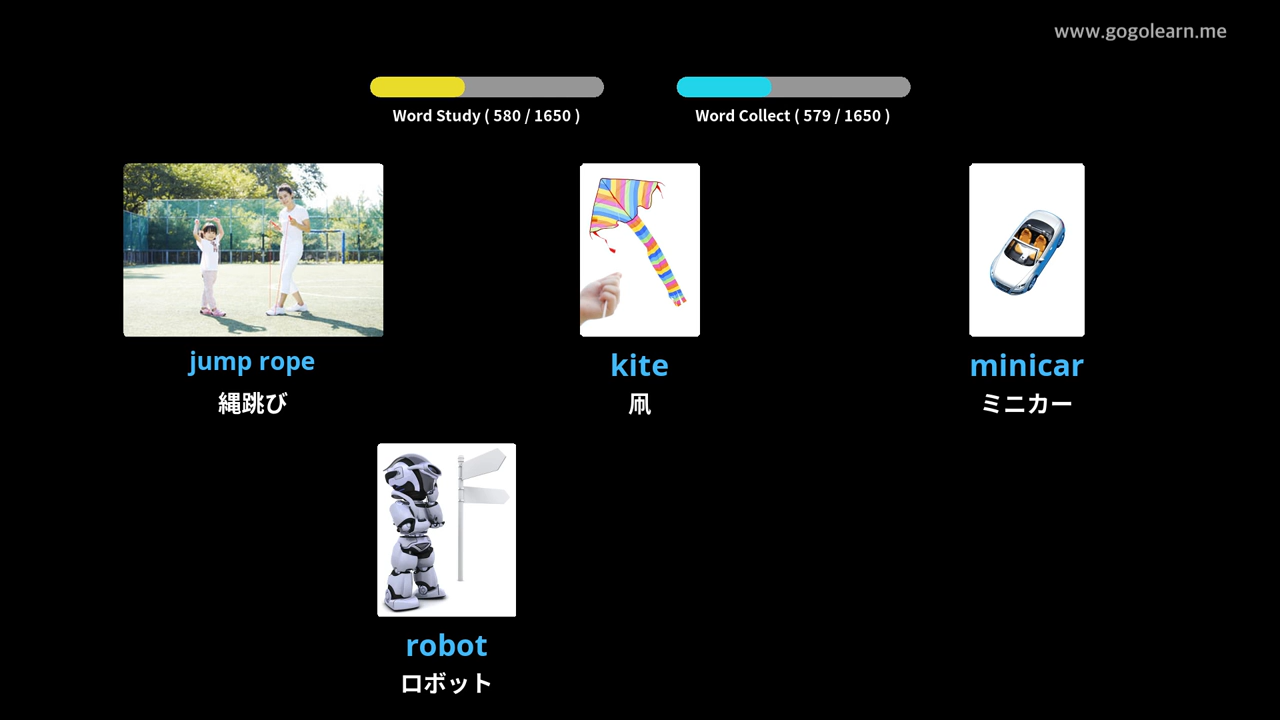 www.gogolearn.me
Word Study ( 580 / 1650 )
Word Collect ( 579 / 1650 )
jump rope
縄跳び
kite
凧
minicar
ミニカー
robot
ロボット